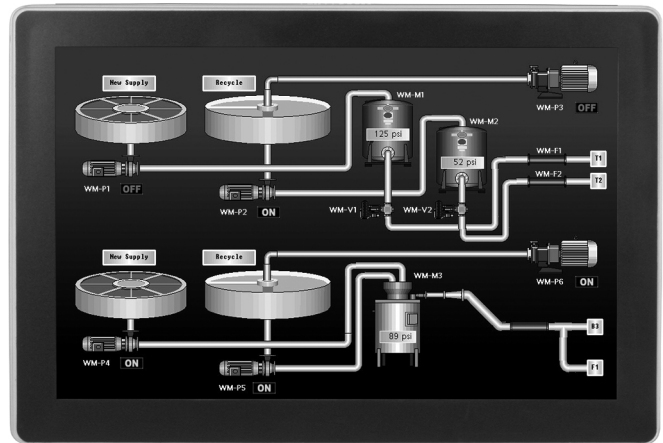 New Supply
Recycle
WM-M1
WM-P3 OFF
WM-M2
125 psi
52 psi
WM-F1
T1
WM-F2
T2
WM-P1 OFF
WM-P2 ON
WM-V1
WM-V2
New Supply
Recycle
WM-P6 ON
WM-M3
B3
89 psi
WM-P4 ON
F1
WM-P5 ON